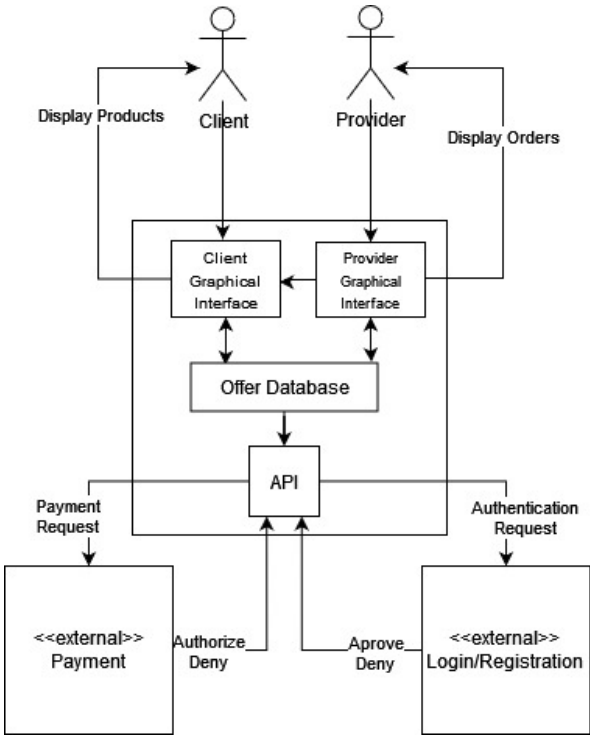 Display Products
Client
Provider
Display Orders
Client
Graphical
Interface
Provider
Graphical
Interface
Offer Database
API
Payment
Request
Authentication
Request
<<external>>
Payment
Authorize
Deny
Aprove
Deny
<<external>>
Login/Registration